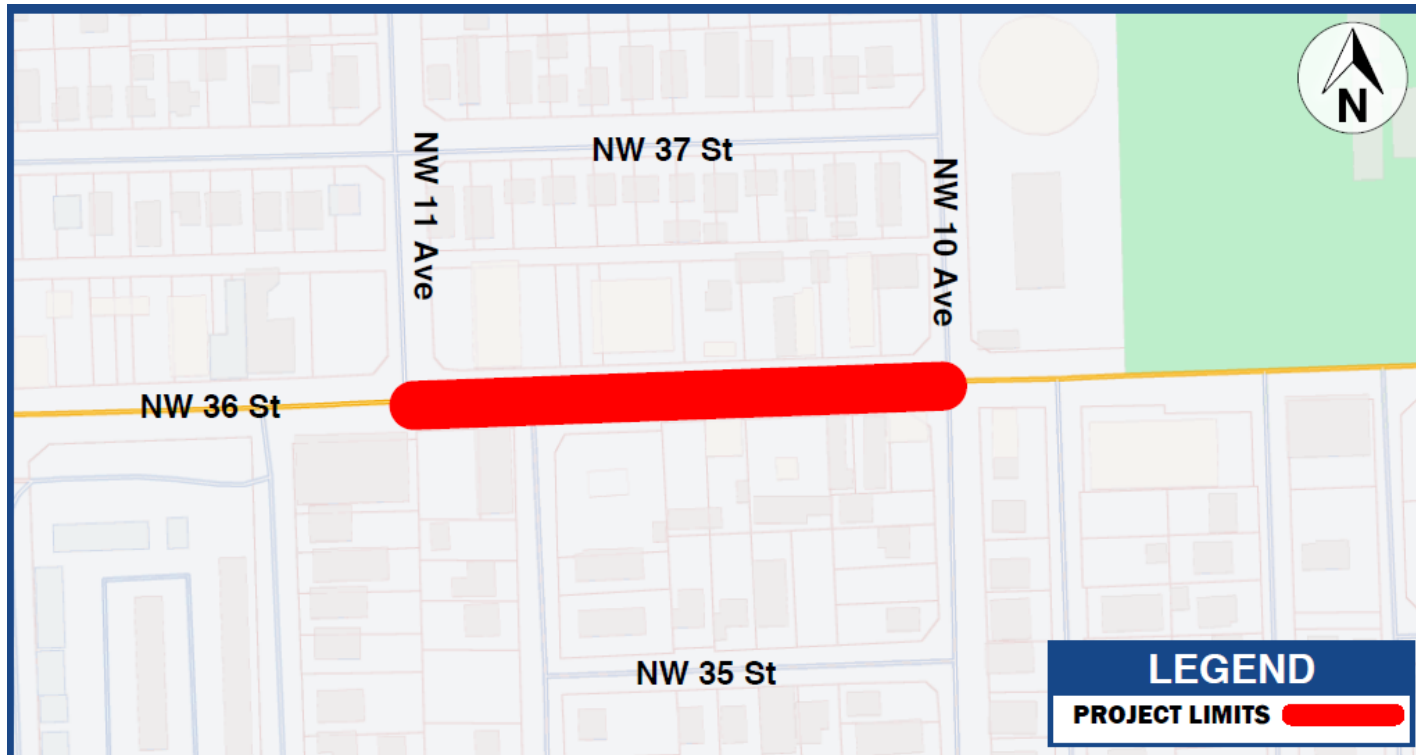 N
NW 37 St
NW 11 Ave
NW 10 Ave
NW 36 St
NW 35 St
LEGEND
PROJECT LIMITS